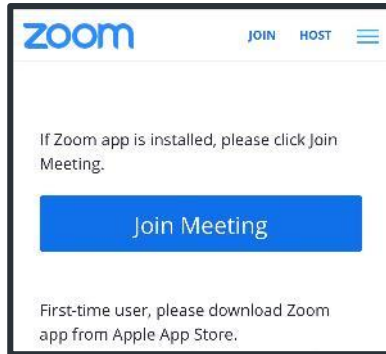 zoom JOIN HOST
If Zoom app is installed, please click Join
Meeting.
Join Meeting
First-time user, please download Zoom
app from Apple App Store.